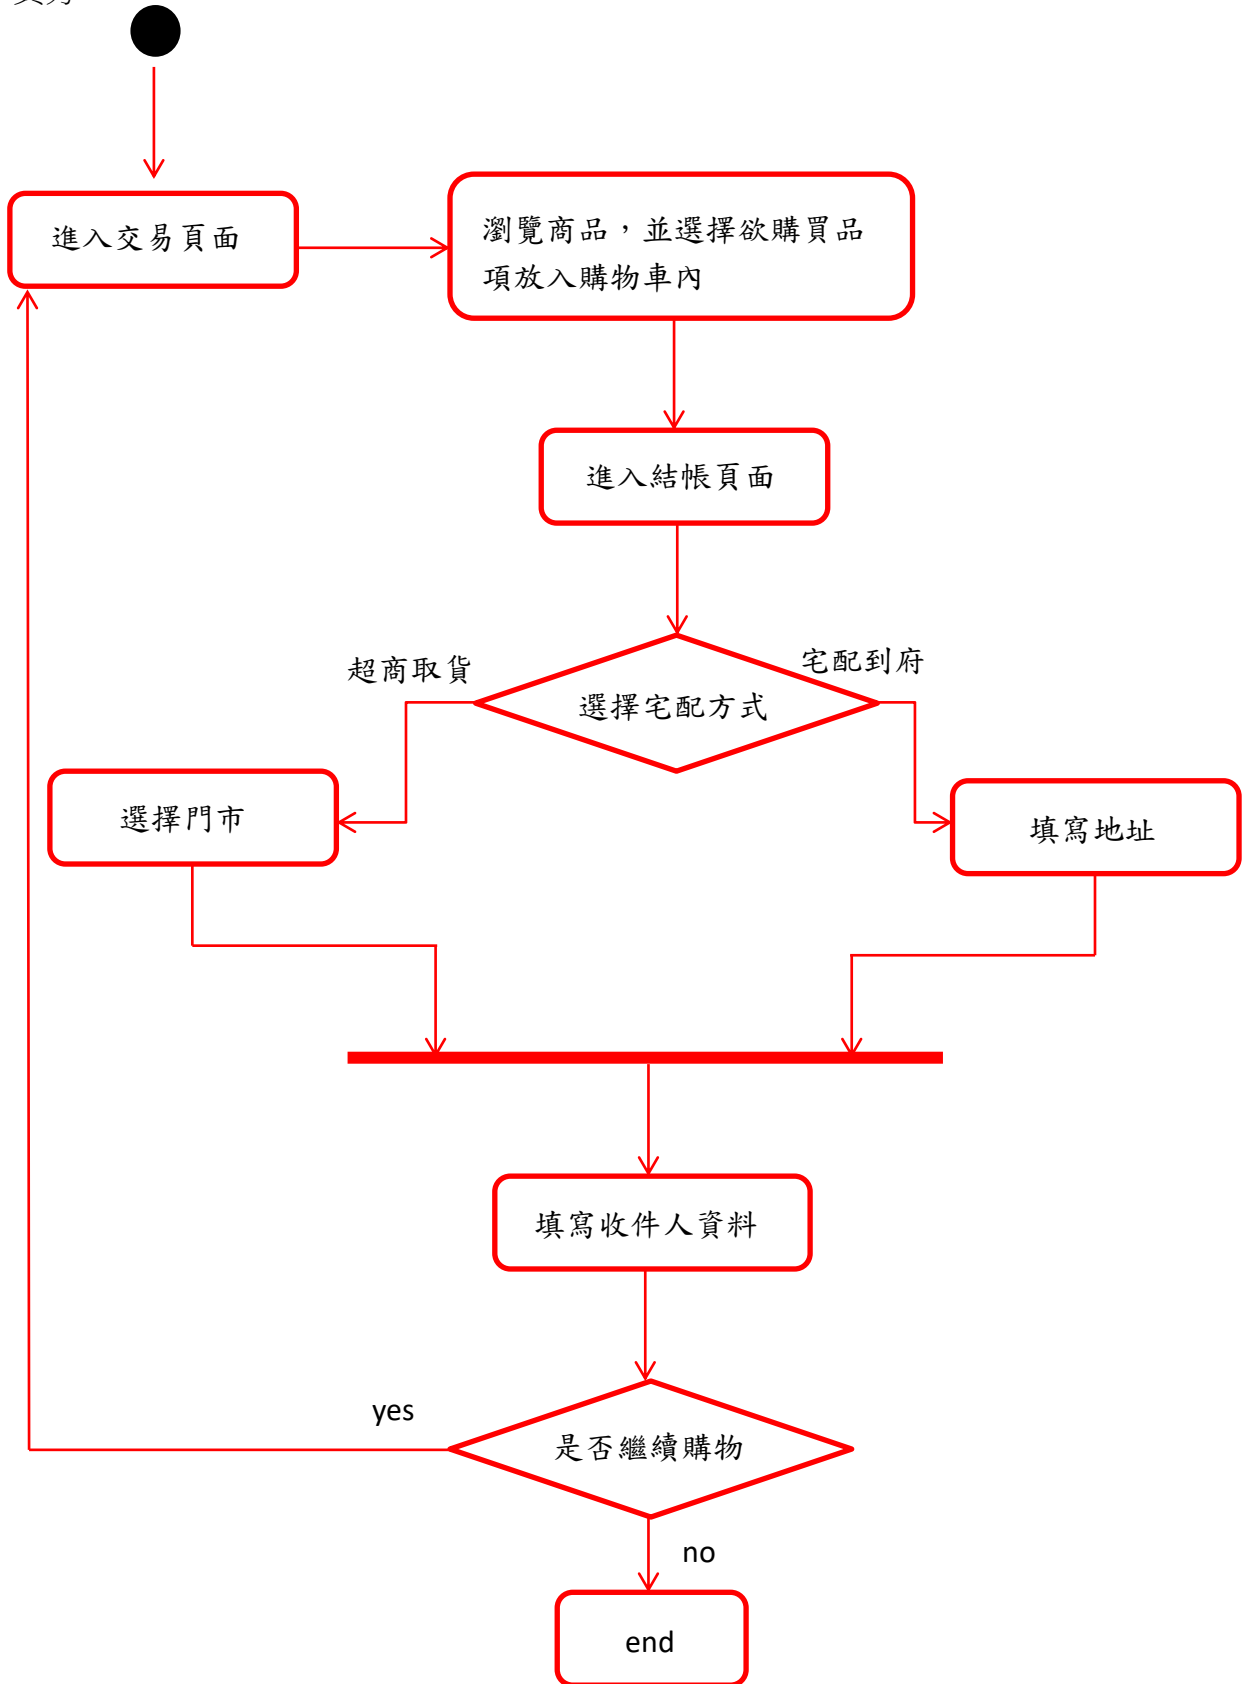 進入交易頁面
瀏覽商品，並選擇欲購買品
項放入購物車內
進入結帳頁面
超商取貨
宅配到府
選擇宅配方式
選擇門市
填寫地址
填寫收件人資料
yes
是否繼續購物
no
end